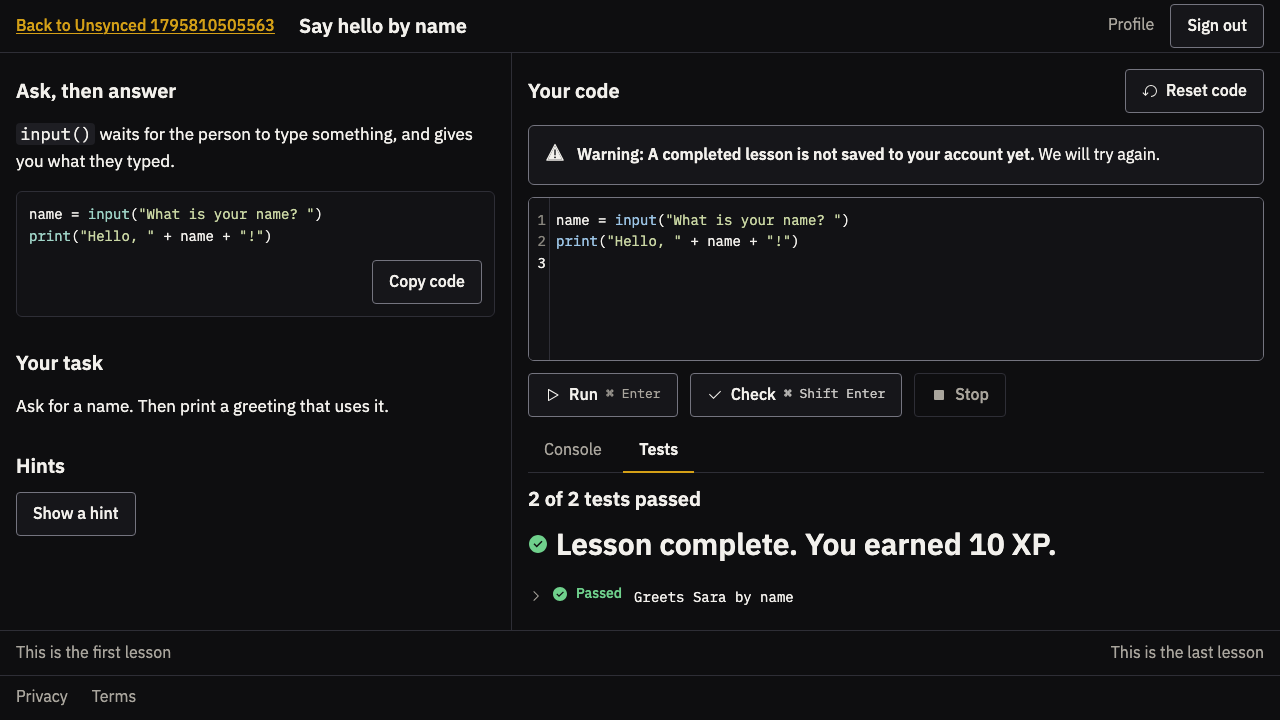 Back to Unsynced 1795810505563
Say hello by name
Profile
Sign out
Ask, then answer
input() waits for the person to type something, and gives
you what they typed.
name = input("What is your name? ")
print("Hello, " + name + "!")
Copy code
Your task
Ask for a name. Then print a greeting that uses it.
Hints
Show a hint
Your code
Reset code
Warning: A completed lesson is not saved to your account yet. We will try again.
1 name = input("What is your name? ")
2 print("Hello, " + name + "!")
3
Run ⌘ Enter
Check ⌘ Shift Enter
Stop
Console
Tests
2 of 2 tests passed
Lesson complete. You earned 10 XP.
Passed Greets Sara by name
This is the first lesson
This is the last lesson
Privacy
Terms